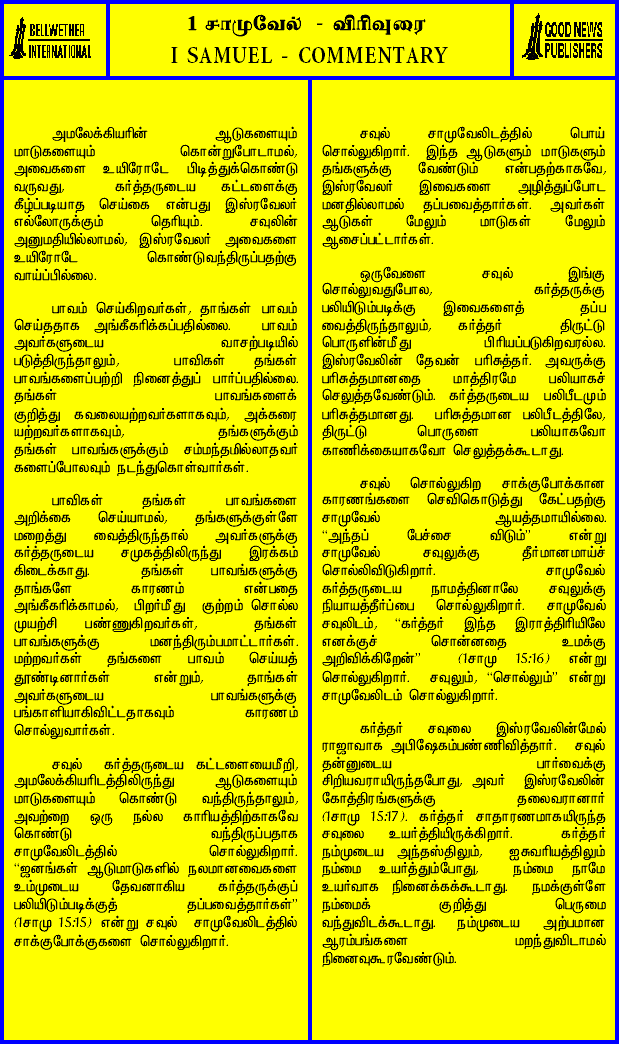 BELLWETHER
INTERNATIONAL
1 சாமுவேல் - விரிவுரை
I SAMUEL - COMMENTARY
GOOD NEWS
PUBLISHERS
அமலேக்கியரின் ஆடுகளையும்
மாடுகளையும் கொன்றுபோடாமல்,
அவைகளை உயிரோடே பிடித்துக்கொண்டு
வருவது, கர்த்தருடைய கட்டளைக்கு
கீழ்ப்படியாத செய்கை என்பது இஸ்ரவேலர்
எல்லோருக்கும் தெரியும். சவுலின்
அனுமதியில்லாமல், இஸ்ரவேலர் அவைகளை
உயிரோடே கொண்டுவந்திருப்பதற்கு
வாய்ப்பில்லை.
பாவம் செய்கிறவர்கள், தாங்கள் பாவம்
செய்ததாக அங்கீகரிக்கப்பதில்லை. பாவம்
அவர்களுடைய வாசற்படியில்
படுத்திருந்தாலும், பாவிகள் தங்கள்
பாவங்களைப்பற்றி நினைத்துப் பார்ப்பதில்லை.
தங்கள் பாவங்களைக்
குறித்து கவலையற்றவர்களாகவும், அக்கரை
யற்றவர்களாகவும், தங்களுக்கும்
தங்கள் பாவங்களுக்கும் சம்மந்தமில்லாதவர்
களைப்போலவும் நடந்துகொள்வார்கள்.
பாவிகள் தங்கள் பாவங்களை
அறிக்கை செய்யாமல், தங்களுக்குள்ளே
மறைத்து வைத்திருந்தால் அவர்களுக்கு
கர்த்தருடைய சமுகத்திலிருந்து இரக்கம்
கிடைக்காது. தங்கள் பாவங்களுக்கு
தாங்களே காரணம் என்பதை
அங்கீகரிக்காமல், பிறர்மீது குற்றம் சொல்ல
முயற்சி பண்ணுகிறவர்கள், தங்கள்
பாவங்களுக்கு மனந்திரும்பமாட்டார்கள்.
மற்றவர்கள் தங்களை பாவம் செய்யத்
தூண்டினார்கள் என்றும், தாங்கள்
அவர்களுடைய பாவங்களுக்கு
பங்காளியாகிவிட்டதாகவும் காரணம்
சொல்லுவார்கள்.
சவுல் கர்த்தருடைய கட்டளையைமீறி,
அமலேக்கியரிடத்திலிருந்து ஆடுகளையும்
மாடுகளையும் கொண்டு வந்திருந்தாலும்,
அவற்றை ஒரு நல்ல காரியத்திற்காகவே
கொண்டு வந்திருப்பதாக
சாமுவேலிடத்தில் சொல்லுகிறார்.
“ஜனங்கள் ஆடுமாடுகளில் நலமானவைகளை
உம்முடைய தேவனாகிய கர்த்தருக்குப்
பலியிடும்படிக்குத் தப்பவைத்தார்கள்”
(1சாமு 15:15) என்று சவுல் சாமுவேலிடத்தில்
சாக்குபோக்குகளை சொல்லுகிறார்.
சவுல் சாமுவேலிடத்தில் பொய்
சொல்லுகிறார். இந்த ஆடுகளும் மாடுகளும்
தங்களுக்கு வேண்டும் என்பதற்காகவே,
இஸ்ரவேலர் இவைகளை அழித்துப்போட
மனதில்லாமல் தப்பவைத்தார்கள். அவர்கள்
ஆடுகள் மேலும் மாடுகள் மேலும்
ஆசைப்பட்டார்கள்.
ஒருவேளை சவுல் இங்கு
சொல்லுவதுபோல, கர்த்தருக்கு
பலியிடும்படிக்கு இவைகளைத் தப்ப
வைத்திருந்தாலும், கர்த்தர் திருட்டு
பொருளின்மீது பிரியப்படுகிறவரல்ல.
இஸ்ரவேலின் தேவன் பரிசுத்தர். அவருக்கு
பரிசுத்தமானதை மாத்திரமே பலியாகச்
செலுத்தவேண்டும். கர்த்தருடைய பலிபீடமும்
பரிசுத்தமானது. பரிசுத்தமான பலிபீடத்திலே,
திருட்டு பொருளை பலியாகவோ
காணிக்கையாகவோ செலுத்தக்கூடாது.
சவுல் சொல்லுகிற சாக்குபோக்கான
காரணங்களை செவிகொடுத்து கேட்பதற்கு
சாமுவேல் ஆயத்தமாயில்லை.
“அந்தப் பேச்சை விடும்” என்று
சாமுவேல் சவுலுக்கு தீர்மானமாய்ச்
சொல்லிவிடுகிறார். சாமுவேல்
கர்த்தருடைய நாமத்தினாலே சவுலுக்கு
நியாயத்தீர்ப்பை சொல்லுகிறார். சாமுவேல்
சவுலிடம், “கர்த்தர் இந்த இராத்திரியிலே
எனக்குச் சொன்னதை உமக்கு
அறிவிக்கிறேன்” (1சாமு 15:16) என்று
சொல்லுகிறார். சவுலும், “சொல்லும்” என்று
சாமுவேலிடம் சொல்லுகிறார்.
கர்த்தர் சவுலை இஸ்ரவேலின்மேல்
ராஜாவாக அபிஷேகம்பண்ணிவித்தார். சவுல்
தன்னுடைய பார்வைக்கு
சிறியவராயிருந்தபோது, அவர் இஸ்ரவேலின்
கோத்திரங்களுக்கு தலைவரானார்
(1சாமு 15:17). கர்த்தர் சாதாரணமாகயிருந்த
சவுலை உயர்த்தியிருக்கிறார். கர்த்தர்
நம்முடைய அந்தஸ்திலும், ஐசுவரியத்திலும்
நம்மை உயர்த்தும்போது, நம்மை நாமே
உயர்வாக நினைக்கக்கூடாது. நமக்குள்ளே
நம்மைக் குறித்து பெருமை
வந்துவிடக்கூடாது. நம்முடைய அற்பமான
ஆரம்பங்களை மறந்துவிடாமல்
நினைவுகூரவேண்டும்.